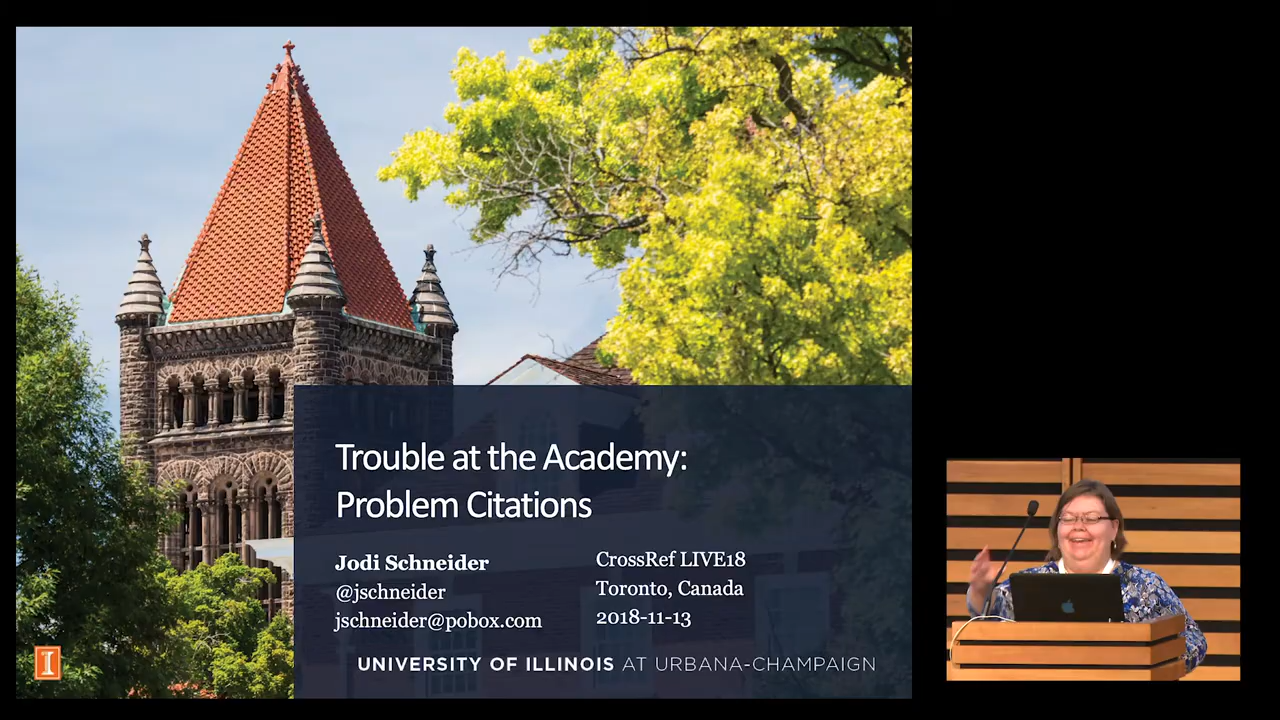 Trouble at the Academy:
Problem Citations
Jodi Schneider
@jschneider
jschneider@pobox.com
CrossRef LIVE18
Toronto, Canada
2018-11-13
I
UNIVERSITY OF ILLINOIS AT URBANA-CHAMPAIGN